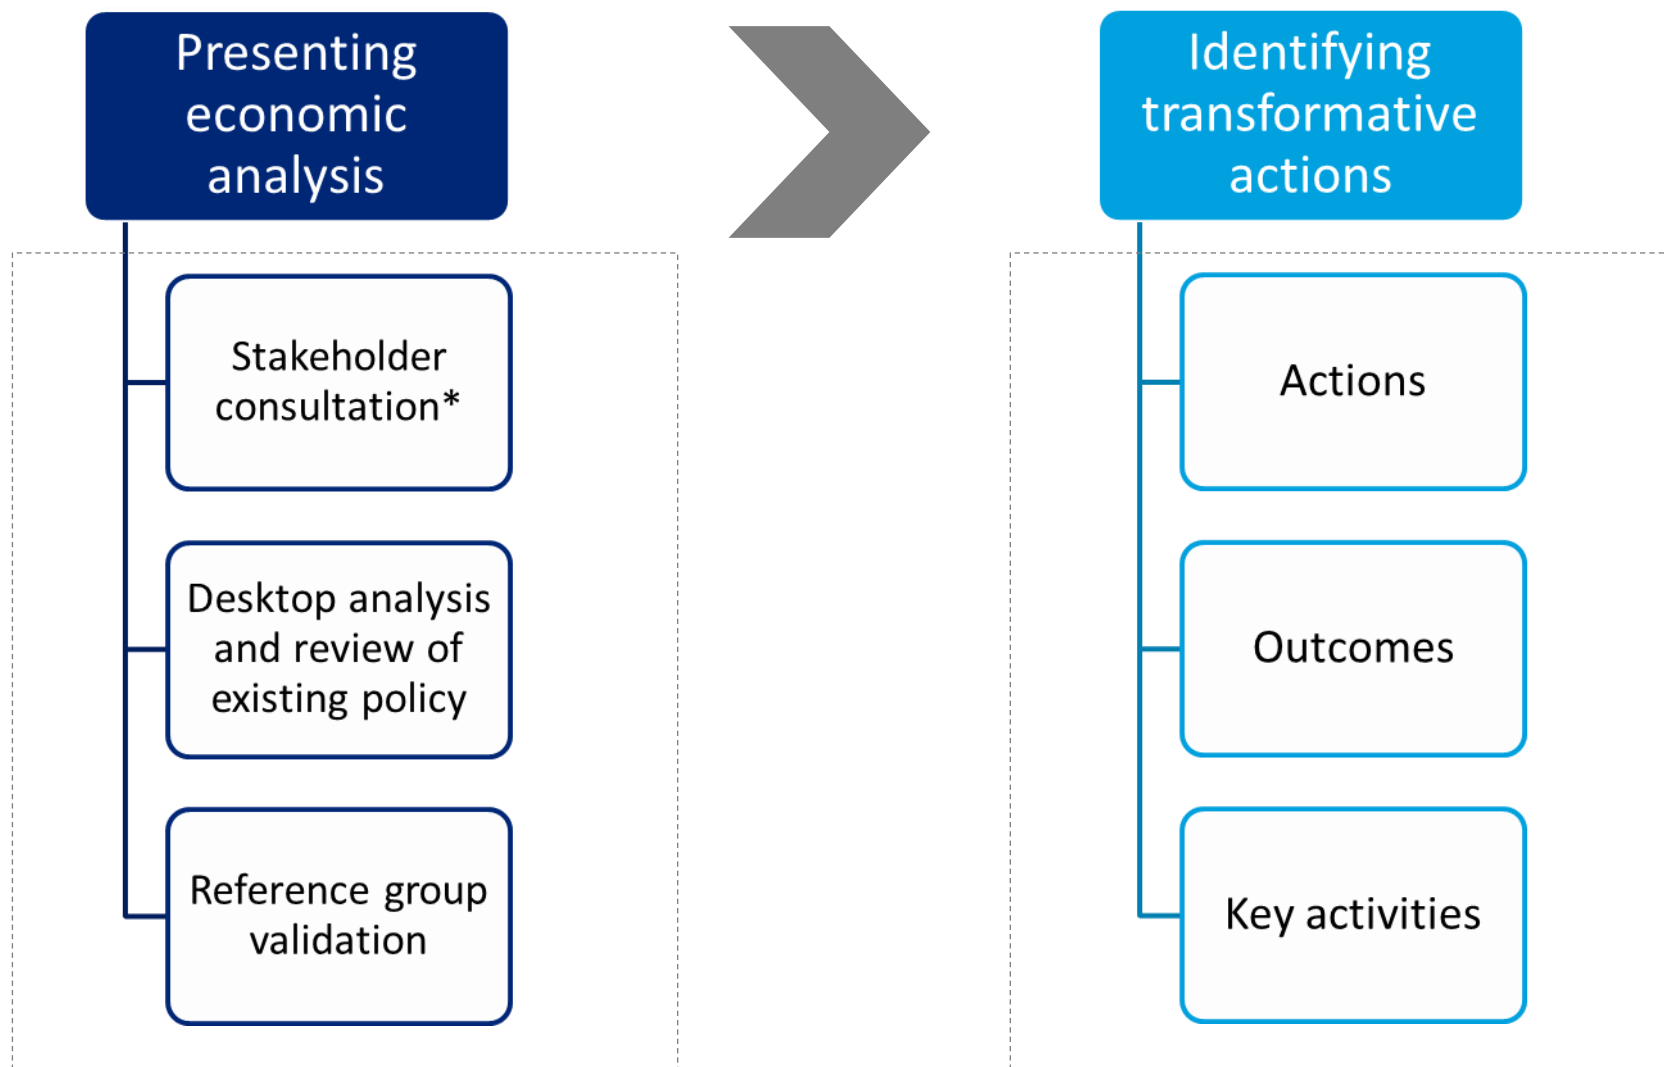 Presenting
economic
analysis
Stakeholder
consultation*
Desktop analysis
and review of
existing policy
Reference group
validation
Identifying
transformative
actions
Actions
Outcomes
Key activities